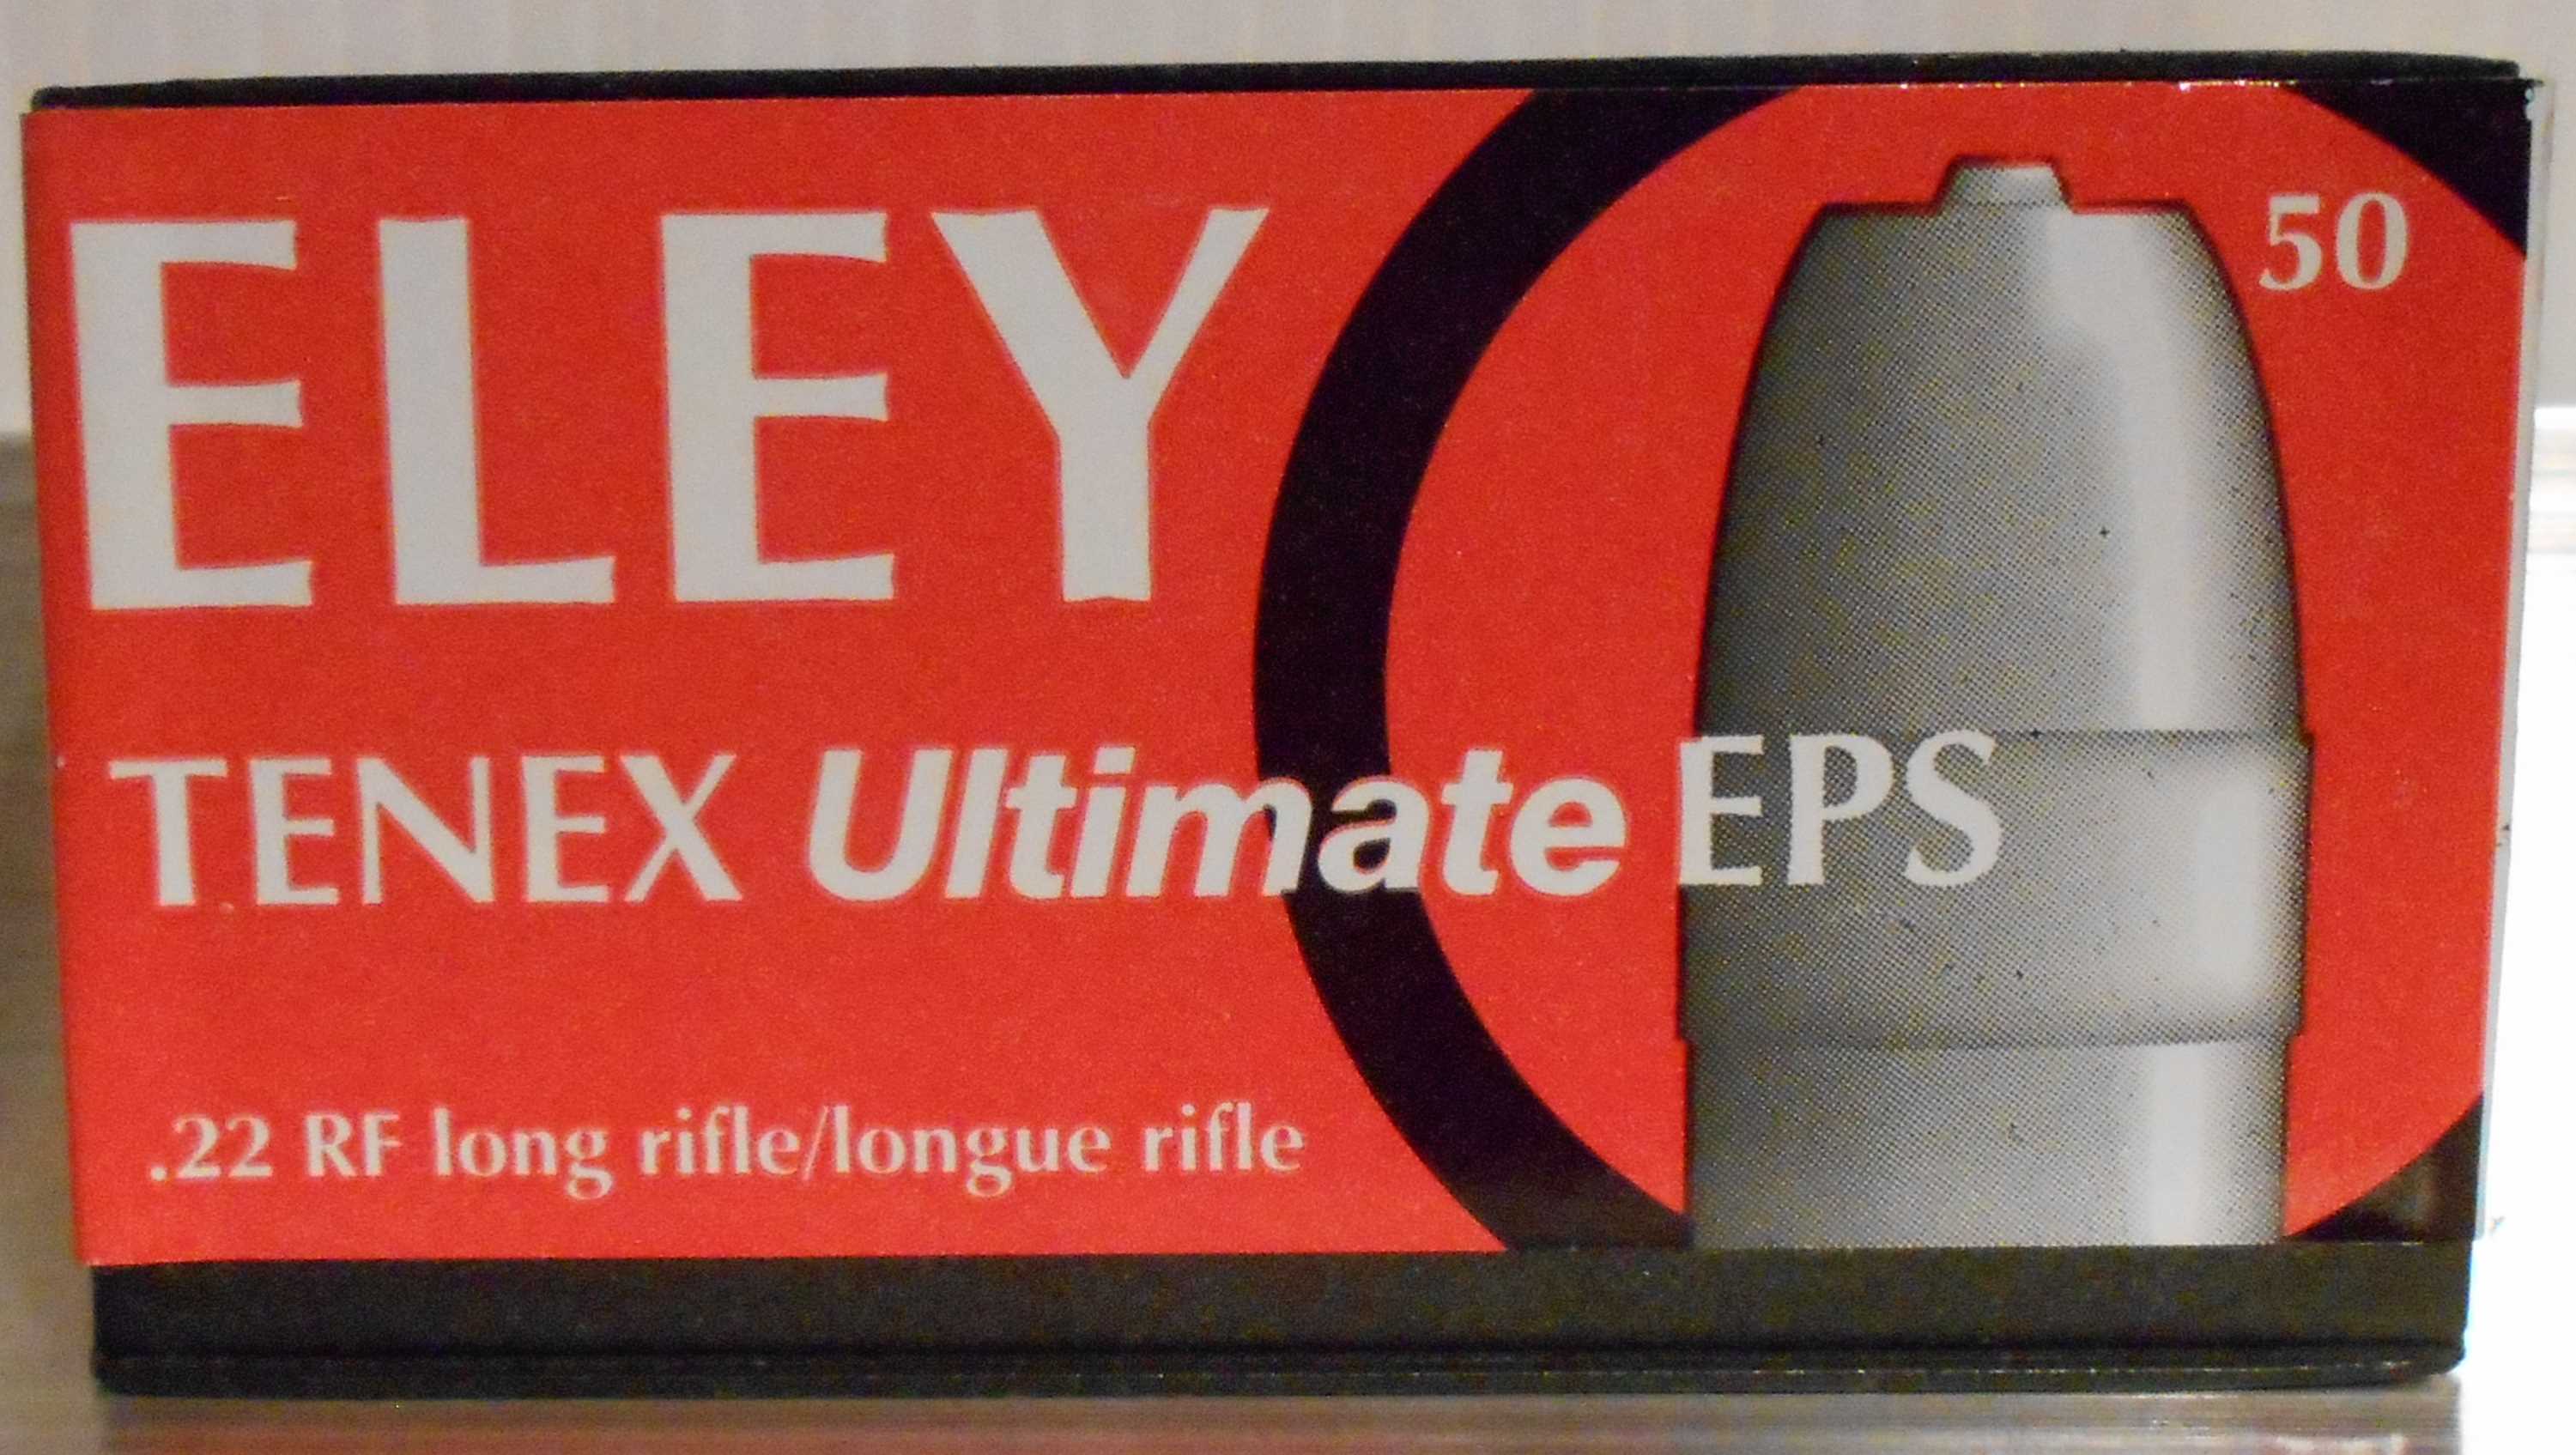 ELEY
50
TENEX Ultimate EPS
.22 RF long rifle/longue rifle